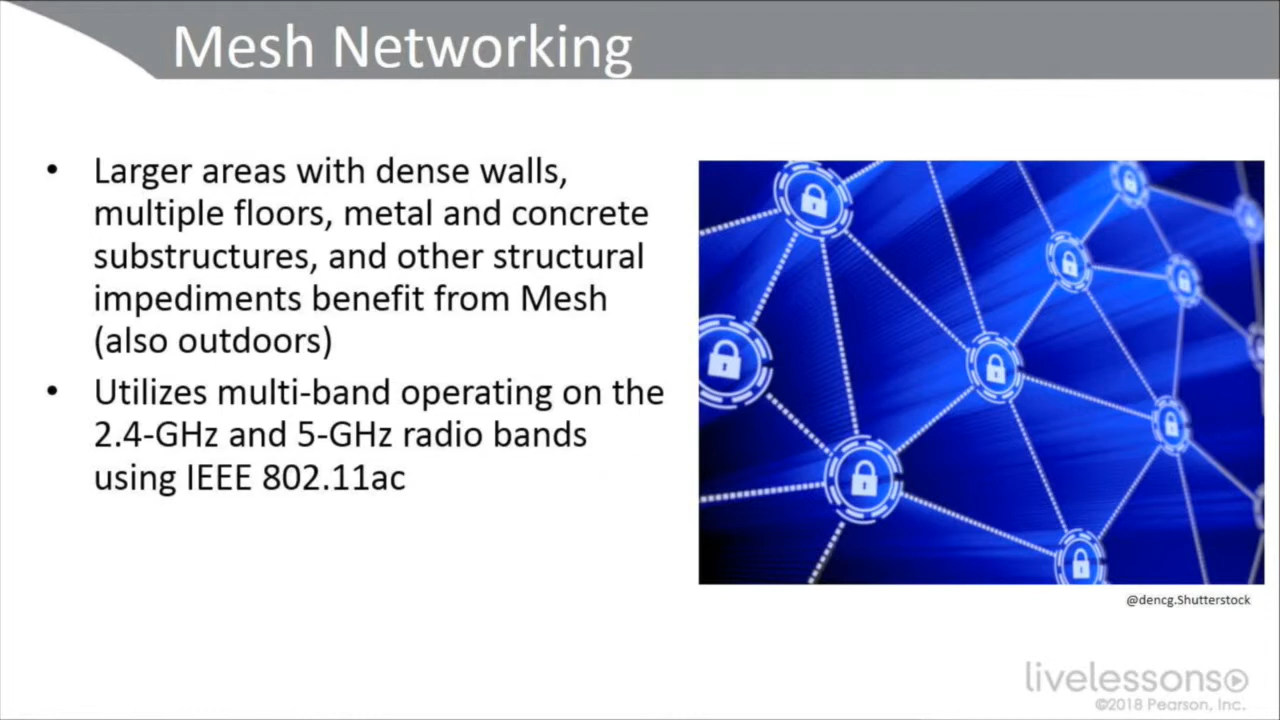 Mesh Networking
• Larger areas with dense walls,
multiple floors, metal and concrete
substructures, and other structural
impediments benefit from Mesh
(also outdoors)
• Utilizes multi-band operating on the
2.4-GHz and 5-GHz radio bands
using IEEE 802.11ac
@dencg.Shutterstock
livelessons
©2018 Pearson, Inc.